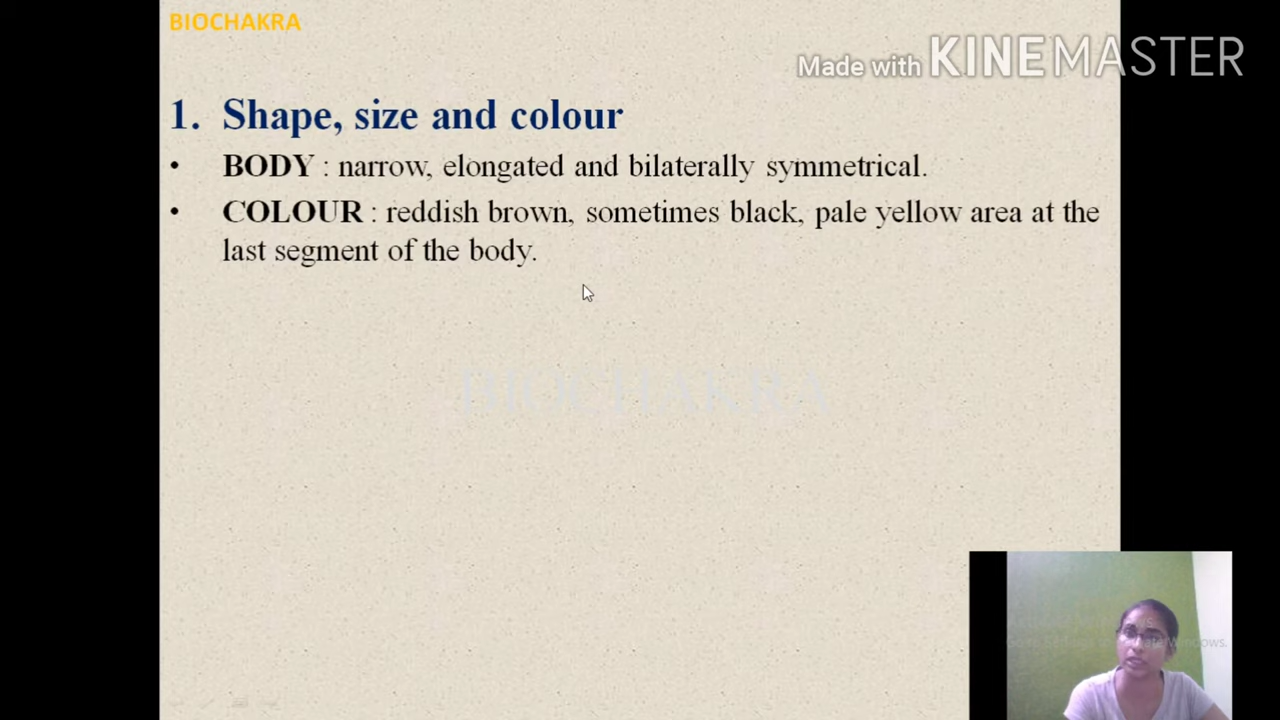 BIOCHAKRA
Made with KINEMASTER
1. Shape, size and colour
• BODY : narrow, elongated and bilaterally symmetrical.
• COLOUR : reddish brown, sometimes black, pale yellow area at the
last segment of the body.
BIOCHAKRA